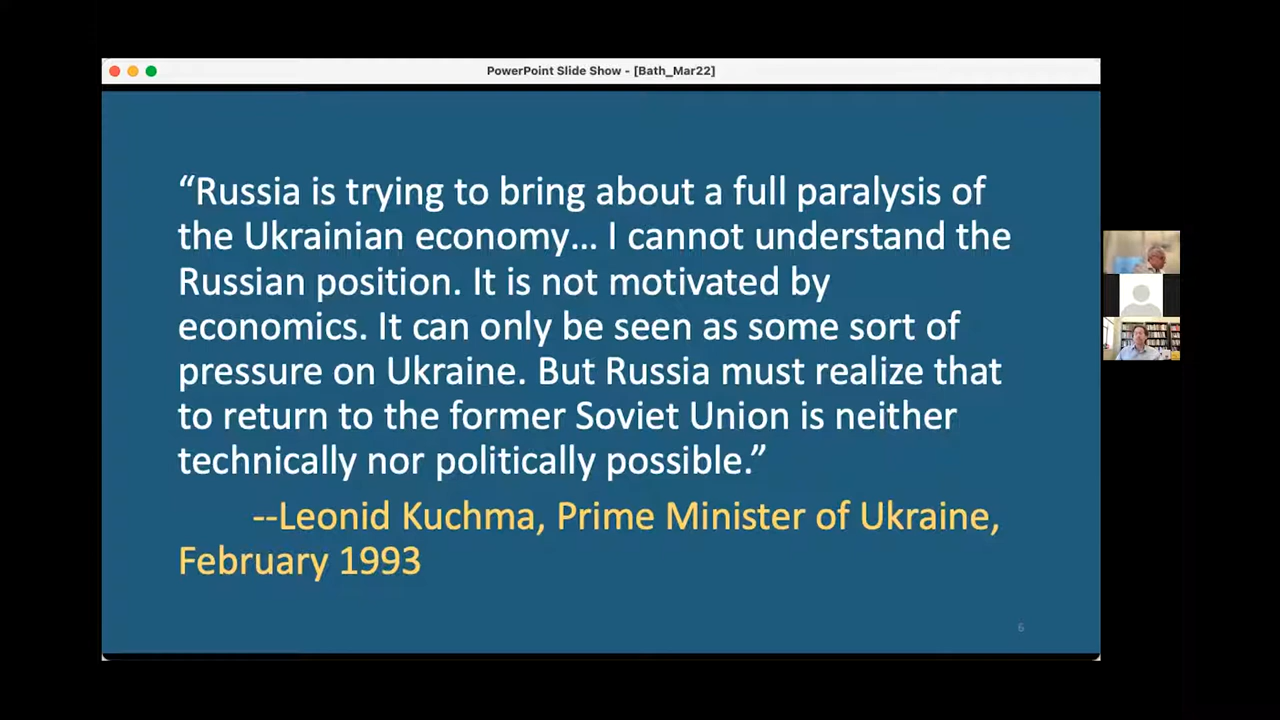 PowerPoint Slide Show - [Bath_Mar22]
“Russia is trying to bring about a full paralysis of
the Ukrainian economy… I cannot understand the
Russian position. It is not motivated by
economics. It can only be seen as some sort of
pressure on Ukraine. But Russia must realize that
to return to the former Soviet Union is neither
technically nor politically possible.”
--Leonid Kuchma, Prime Minister of Ukraine,
February 1993
6